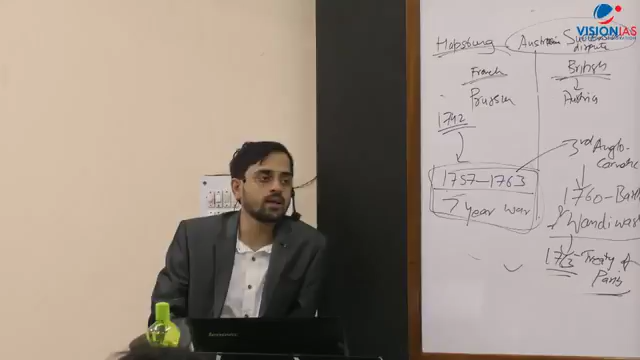 VISIONIAS
Habsburg Austrian Succession
dispute
French
British
Prussia
Austria
1742
3rd Anglo-
Carnatic
1757-1763
7 year war
1760-
& Wandiwash
1763-Treaty of
Paris